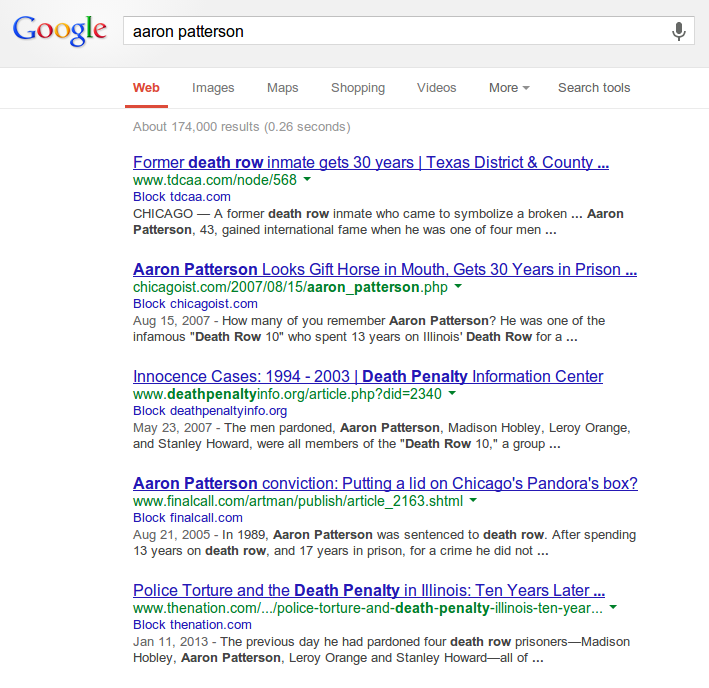 Google
aaron patterson
Web Images Maps Shopping Videos More Search tools
About 174,000 results (0.26 seconds)
Former death row inmate gets 30 years | Texas District & County ...
www.tdcaa.com/node/568
Block tdcaa.com
CHICAGO — A former death row inmate who came to symbolize a broken ... Aaron
Patterson, 43, gained international fame when he was one of four men ...
Aaron Patterson Looks Gift Horse in Mouth, Gets 30 Years in Prison ...
chicagoist.com/2007/08/15/aaron_patterson.php
Block chicagoist.com
Aug 15, 2007 - How many of you remember Aaron Patterson? He was one of the
infamous "Death Row 10" who spent 13 years on Illinois' Death Row for a ...
Innocence Cases: 1994 - 2003 | Death Penalty Information Center
www.deathpenaltyinfo.org/article.php?did=2340
Block deathpenaltyinfo.org
May 23, 2007 - The men pardoned, Aaron Patterson, Madison Hobley, Leroy Orange,
and Stanley Howard, were all members of the "Death Row 10," a group ...
Aaron Patterson conviction: Putting a lid on Chicago's Pandora's box?
www.finalcall.com/artman/publish/article_2163.shtml
Block finalcall.com
Aug 21, 2005 - In 1989, Aaron Patterson was sentenced to death row. After spending
13 years on death row, and 17 years in prison, for a crime he did not ...
Police Torture and the Death Penalty in Illinois: Ten Years Later ...
www.thenation.com/.../police-torture-and-death-penalty-illinois-ten-year...
Block thenation.com
Jan 11, 2013 - The previous day he had pardoned four death row prisoners—Madison
Hobley, Aaron Patterson, Leroy Orange and Stanley Howard—all of ...